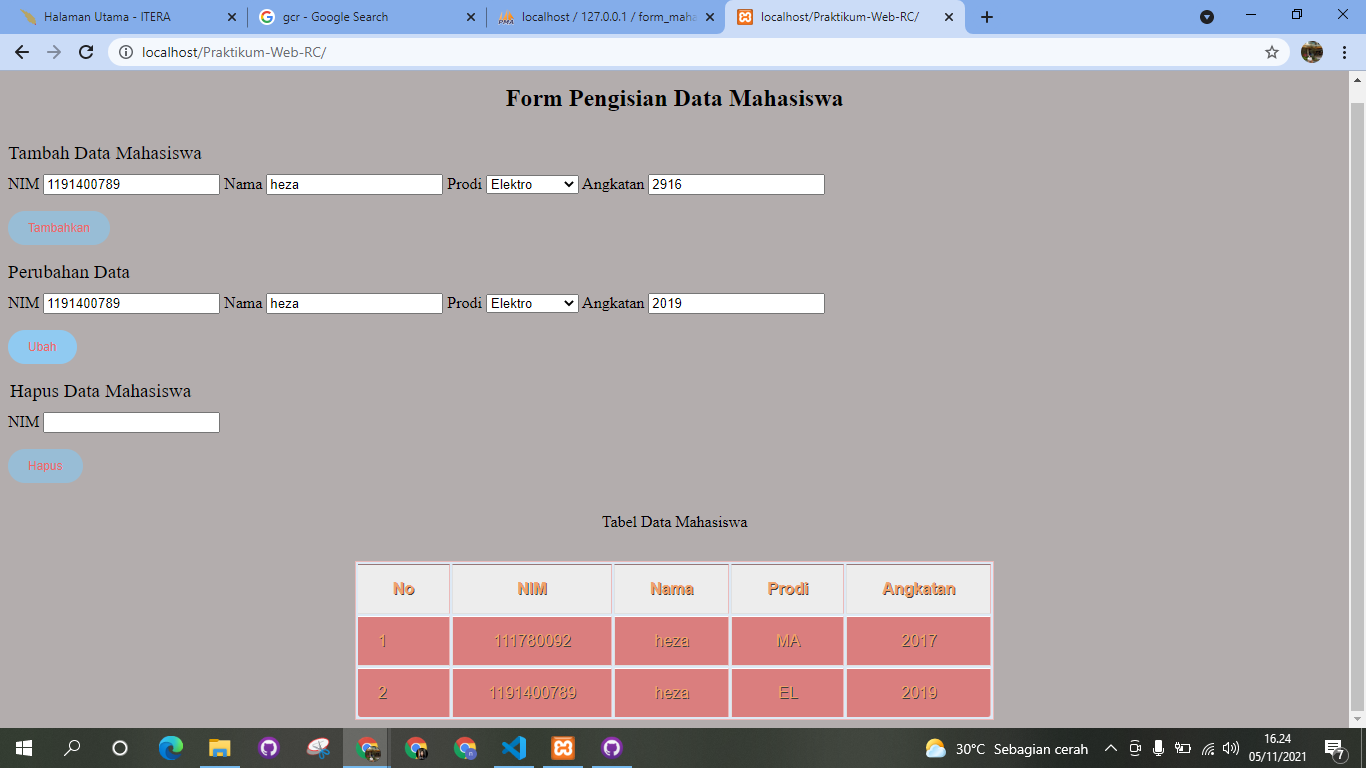 Halaman Utama - ITERA
gcr - Google Search
localhost / 127.0.0.1 / form_maha
localhost/Praktikum-Web-RC/
localhost/Praktikum-Web-RC/
Form Pengisian Data Mahasiswa
Tambah Data Mahasiswa
NIM 1191400789 Nama heza Prodi Elektro Angkatan 2916
Tambahkan
Perubahan Data
NIM 1191400789 Nama heza Prodi Elektro Angkatan 2019
Ubah
Hapus Data Mahasiswa
NIM
Hapus
Tabel Data Mahasiswa
No NIM Nama Prodi Angkatan
1 111780092 heza MA 2017
2 1191400789 heza EL 2019
30°C Sebagian cerah
16.24
05/11/2021
7